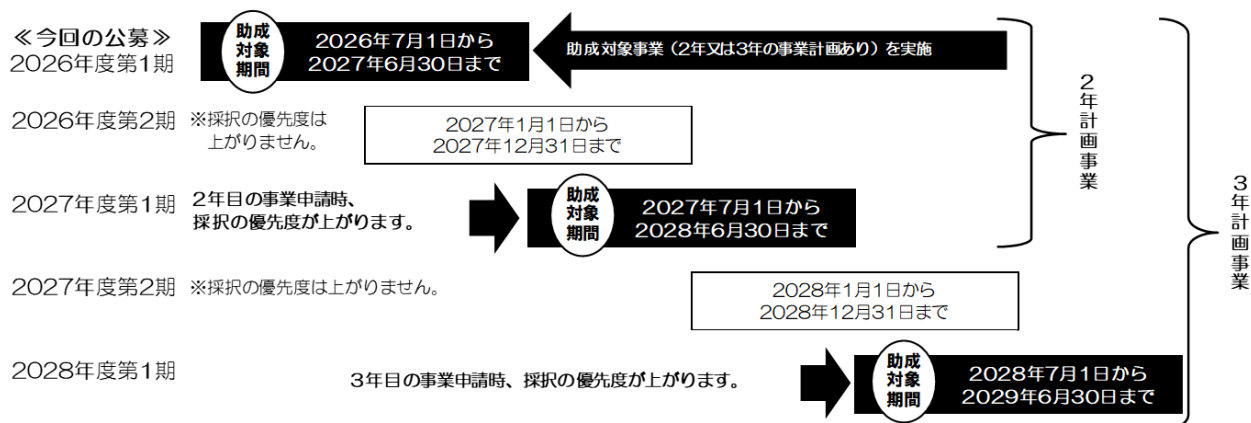 ≪今回の公募≫
2026年度第1期
助成
対象
期間
2026年7月1日から
2027年6月30日まで
助成対象事業（2年又は3年の事業計画あり）を実施
2026年度第2期
※採択の優先度は
上がりません。
2027年1月1日から
2027年12月31日まで
2年計画事業
2027年度第1期
2年目の事業申請時、
採択の優先度が上がります。
助成
対象
期間
2027年7月1日から
2028年6月30日まで
3年計画事業
2027年度第2期
※採択の優先度は上がりません。
2028年1月1日から
2028年12月31日まで
2028年度第1期
3年目の事業申請時、採択の優先度が上がります。
助成
対象
期間
2028年7月1日から
2029年6月30日まで